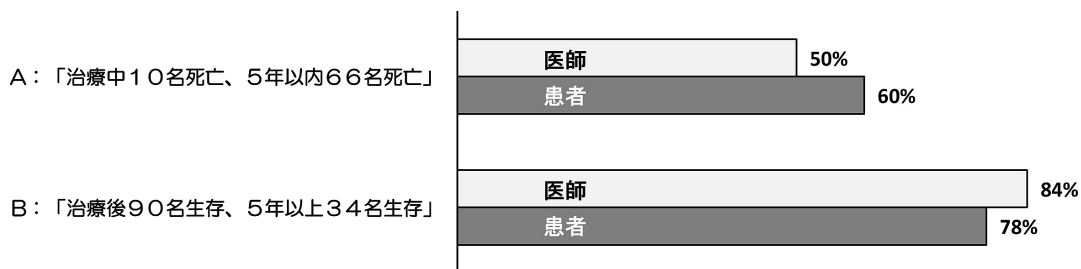 A：「治療中１０名死亡、５年以内６６名死亡」
医師
50%
患者
60%
B：「治療後９０名生存、５年以上３４名生存」
医師
84%
患者
78%